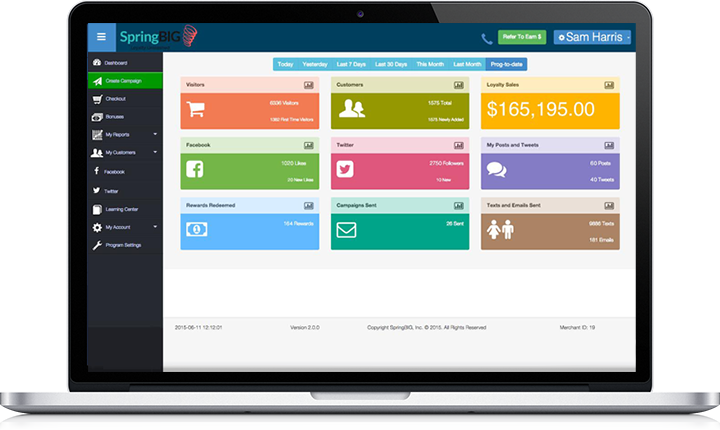 SpringBIG
Refer To Earn $
Sam Harris
Dashboard
Create Campaign
Checkout
Bonuses
My Reports
My Customers
Facebook
Twitter
Learning Center
My Account
Program Settings
Today Yesterday Last 7 Days Last 30 Days This Month Last Month Prog-to-date
Visitors
6336 Visitors
1360 First Time Visitors
Customers
1575 Total
1575 Newly Added
Loyalty Sales
$165,195.00
Facebook
1020 Likes
New Likes
Twitter
2750 Followers
New
My Posts and Tweets
60 Posts
40 Tweets
Rewards Redeemed
154 Rewards
Campaigns Sent
26 Sent
Texts and Emails Sent
9886 Texts
181 Emails
2015-06-11 12:12:01 Version 2.0.0 Copyright SpringBIG, Inc. © 2015. All Rights Reserved Merchant ID: 19